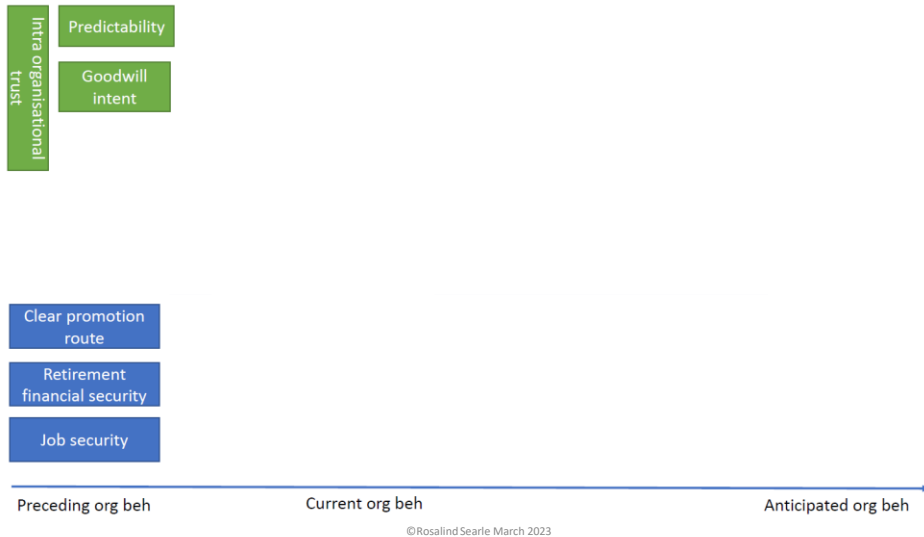 Intra organisational
trust
Predictability
Goodwill
intent
Clear promotion
route
Retirement
financial security
Job security
Preceding org beh
Current org beh
Anticipated org beh
©Rosalind Searle March 2023